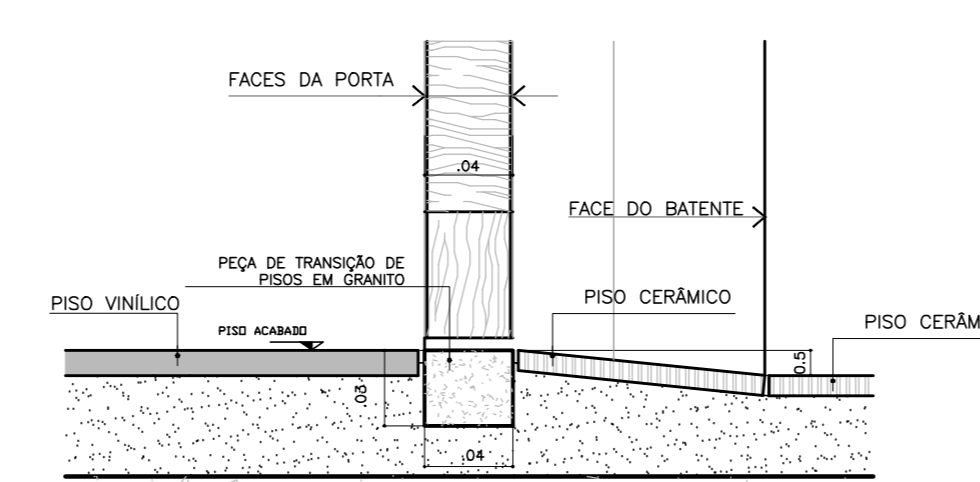 FACES DA PORTA
.04
FACE DO BATENTE
PEÇA DE TRANSIÇÃO DE
PISOS EM GRANITO
PISO CERÂMICO
PISO VINÍLICO
PISO CERÂM
PISO ACABADO
0.5
.03
.04